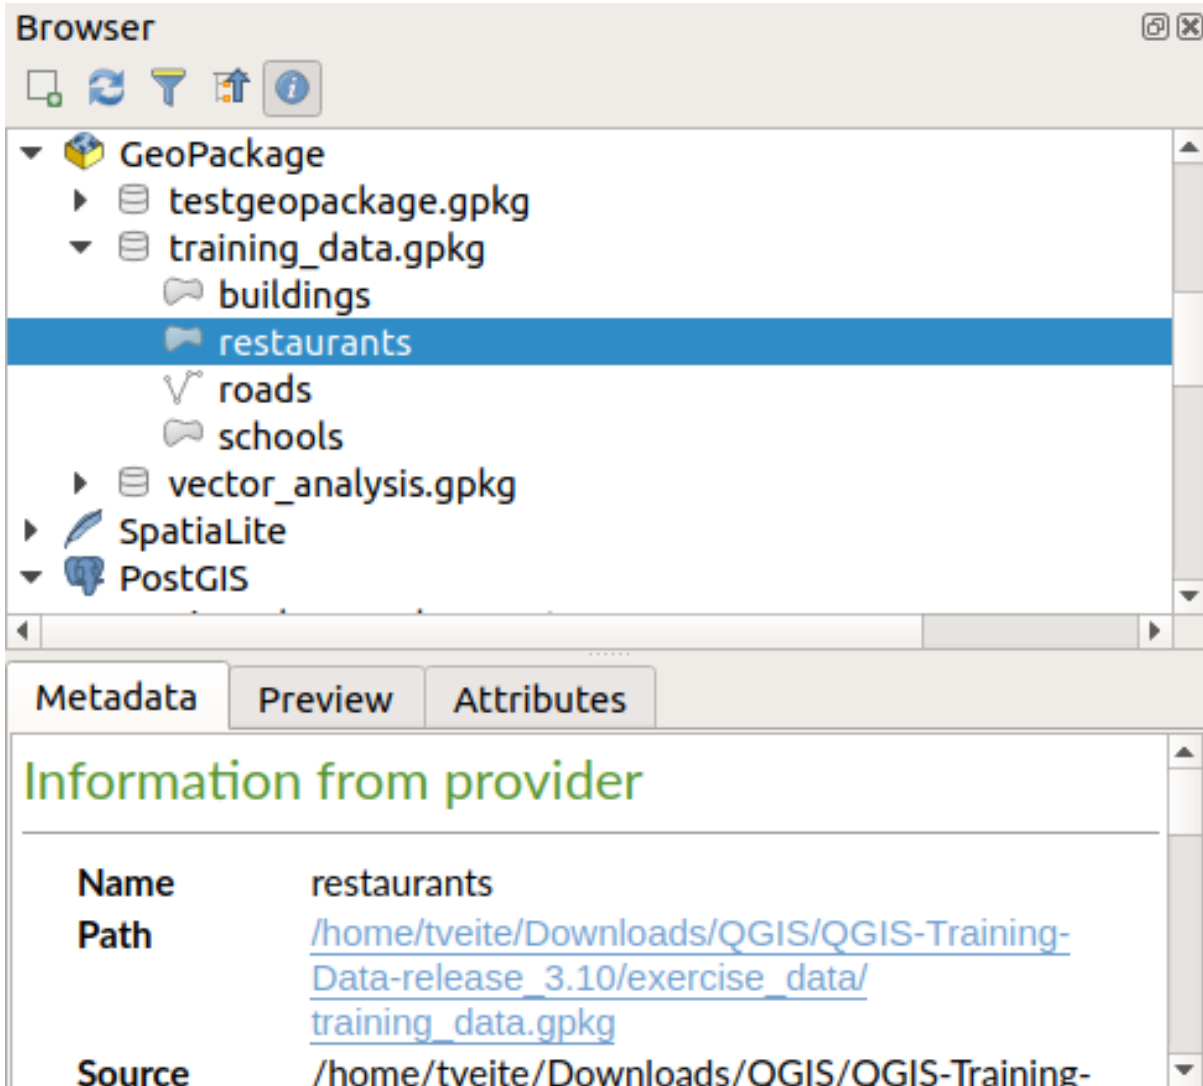 Browser
GeoPackage
testgeopackage.gpkg
training_data.gpkg
buildings
restaurants
roads
schools
vector_analysis.gpkg
SpatiaLite
PostGIS
Metadata Preview Attributes
Information from provider
Name restaurants
Path /home/tveite/Downloads/QGIS/QGIS-Training-
Data-release_3.10/exercise_data/
training_data.gpkg
Source /home/tveite/Downloads/QGIS/QGIS-Training-